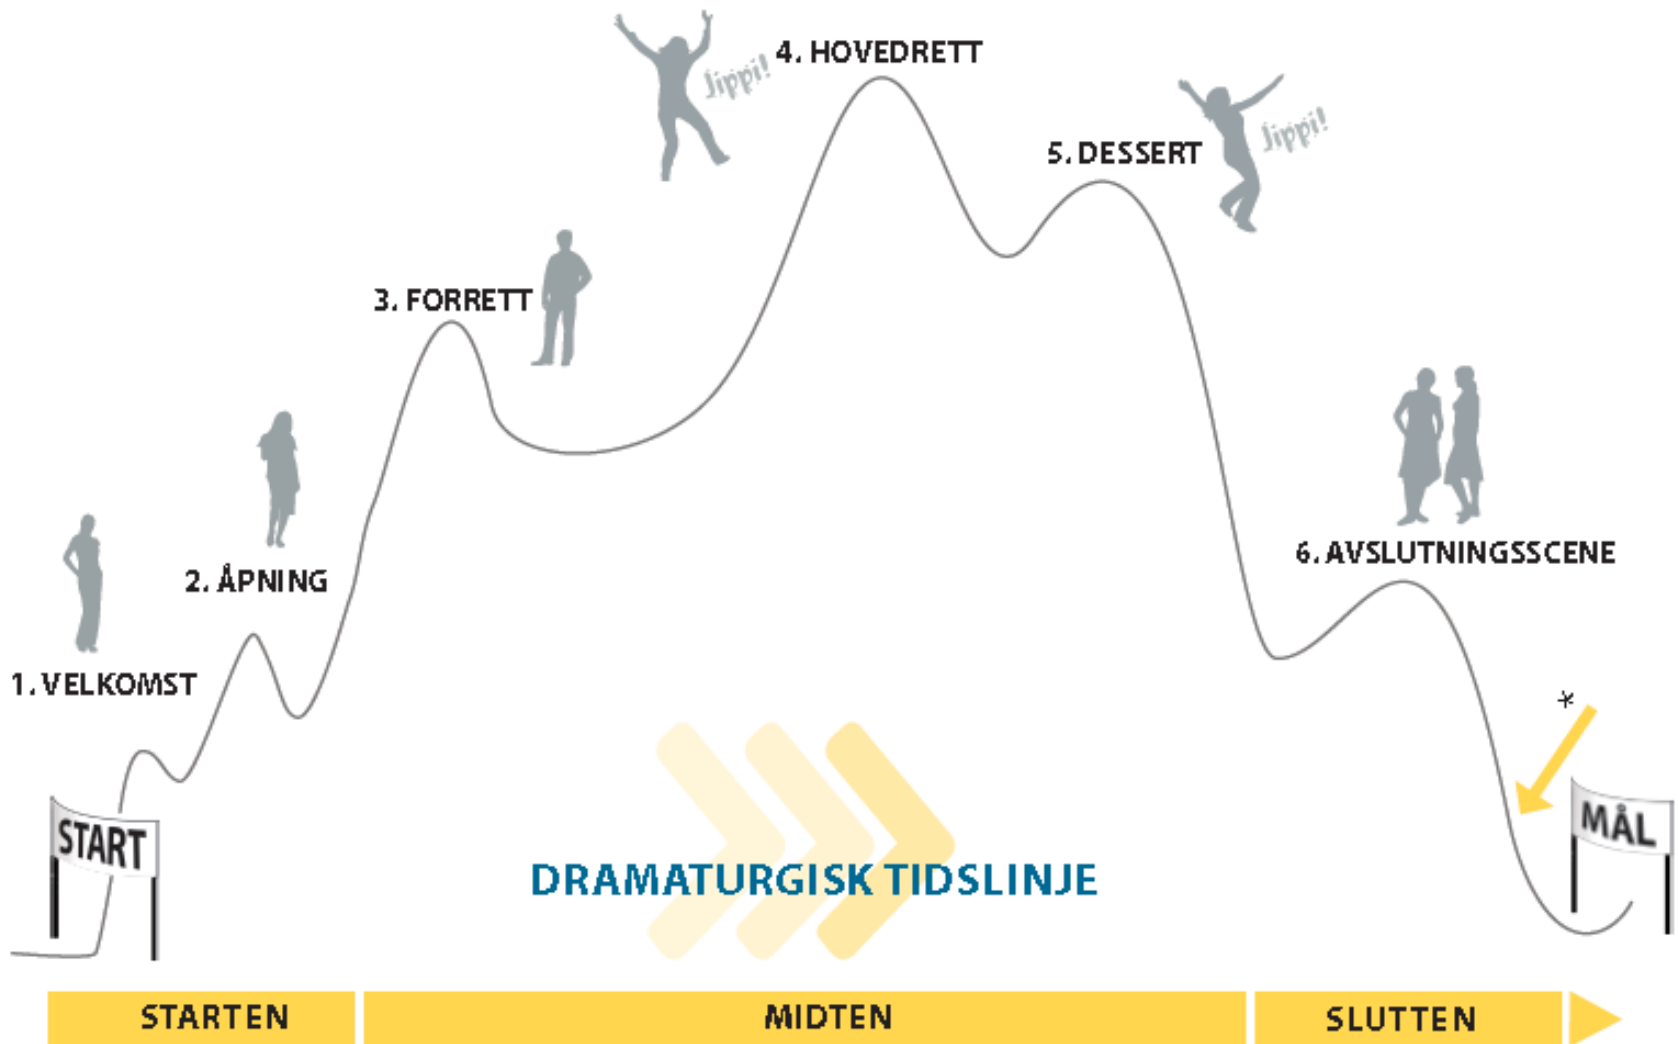 4. HOVEDRETT
Jippi!
5. DESSERT
Jippi!
3. FORRETT
6. AVSLUTNINGSSCENE
2. ÅPNING
1. VELKOMST
*
START
MÅL
DRAMATURGISK TIDSLINJE
STARTEN
MIDTEN
SLUTTEN